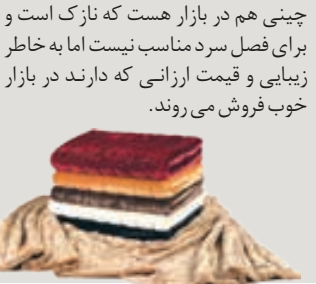 چینی هم در بازار هست که نازک است و
برای فصل سرد مناسب نیست اما به خاطر
زیبایی و قیمت ارزانی که دارند در بازار
خوب فروش می روند.